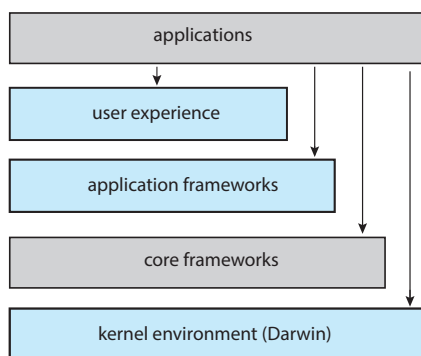 applications
user experience
application frameworks
core frameworks
kernel environment (Darwin)